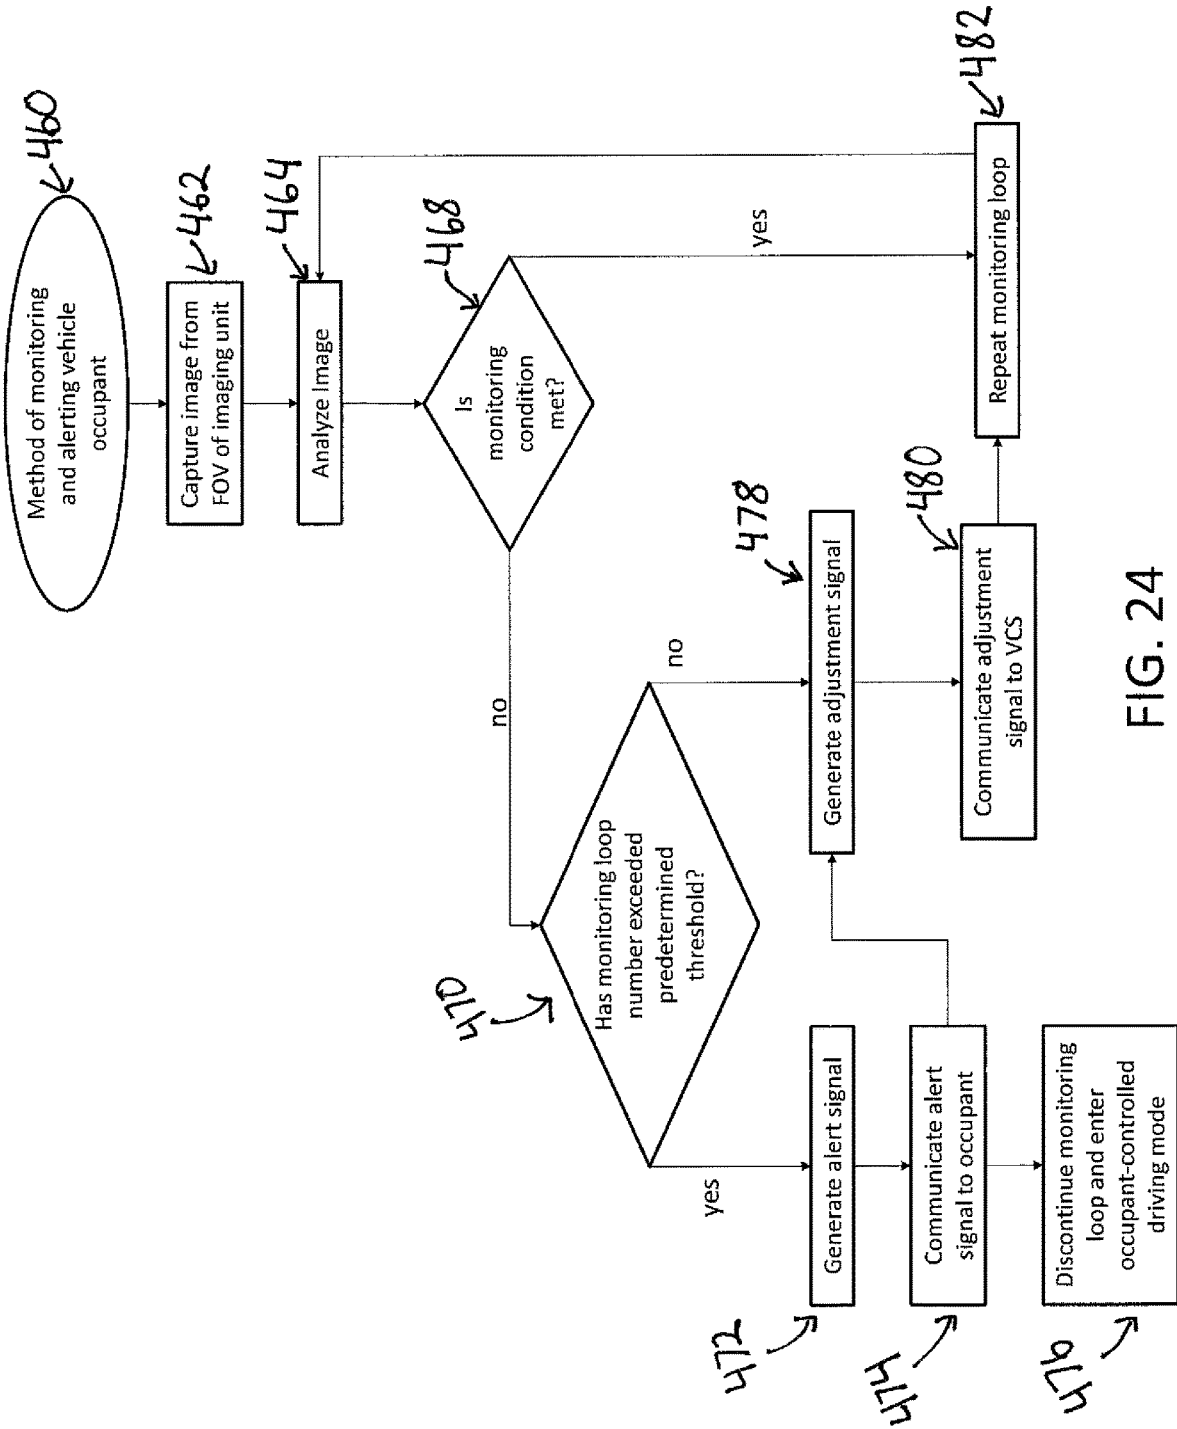 460
Method of monitoring
and alerting vehicle
occupant
462
Capture image from
FOV of imaging unit
464
Analyze Image
468
Is
monitoring
condition
met?
yes
no
470
Has monitoring loop
number exceeded
predetermined
threshold?
no
yes
478
Generate adjustment signal
480
Communicate adjustment
signal to VCS
482
Repeat monitoring loop
472
Generate alert signal
474
Communicate alert
signal to occupant
476
Discontinue monitoring
loop and enter
occupant-controlled
driving mode
FIG. 24